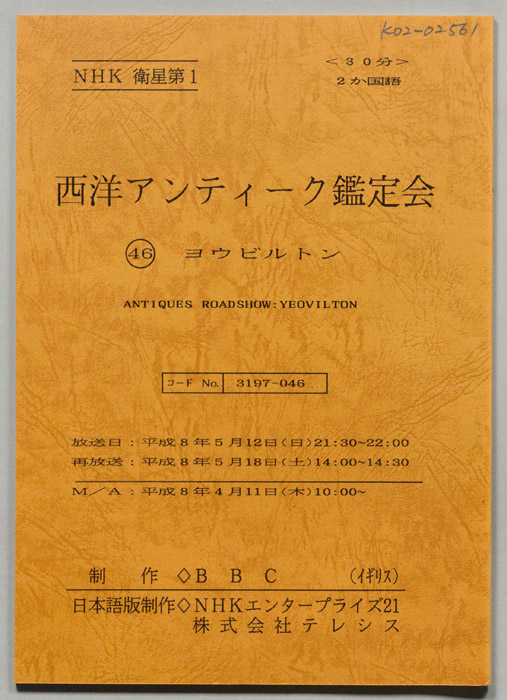 K02-02561
NHK 衛星第1
<30分>
2か国語
西洋アンティーク鑑定会
㊻ ヨウビルトン
ANTIQUES ROADSHOW:YEOVILTON
コード No. 3197-046
放送日:平成8年5月12日(日)21:30~22:00
再放送:平成8年5月18日(土)14:00~14:30
M/A:平成8年4月11日(木)10:00~
制 作◇BBC (イギリス)
日本語版制作◇NHKエンタープライズ21
株式会社テレシス